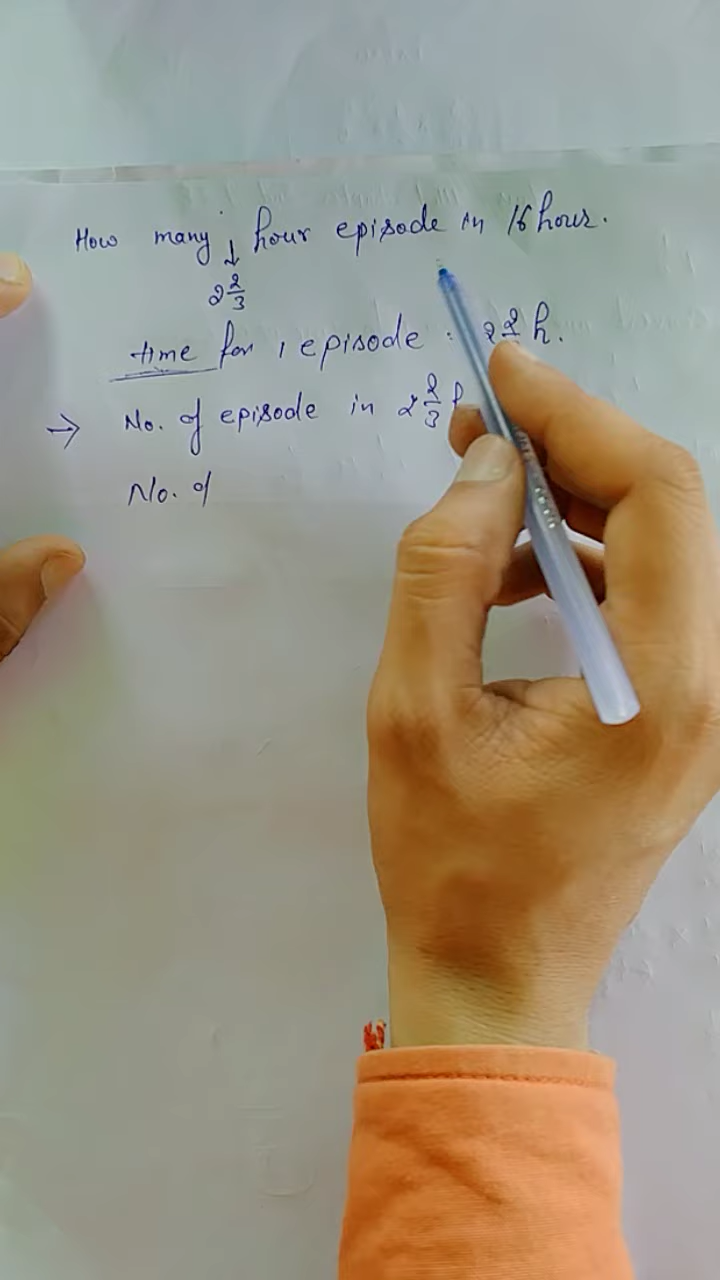 How many ↓ hour episode in 16 hour.
2 2/3
time for 1 episode : 2 2 h.
→ No. of episode in 2 2/3
No. of